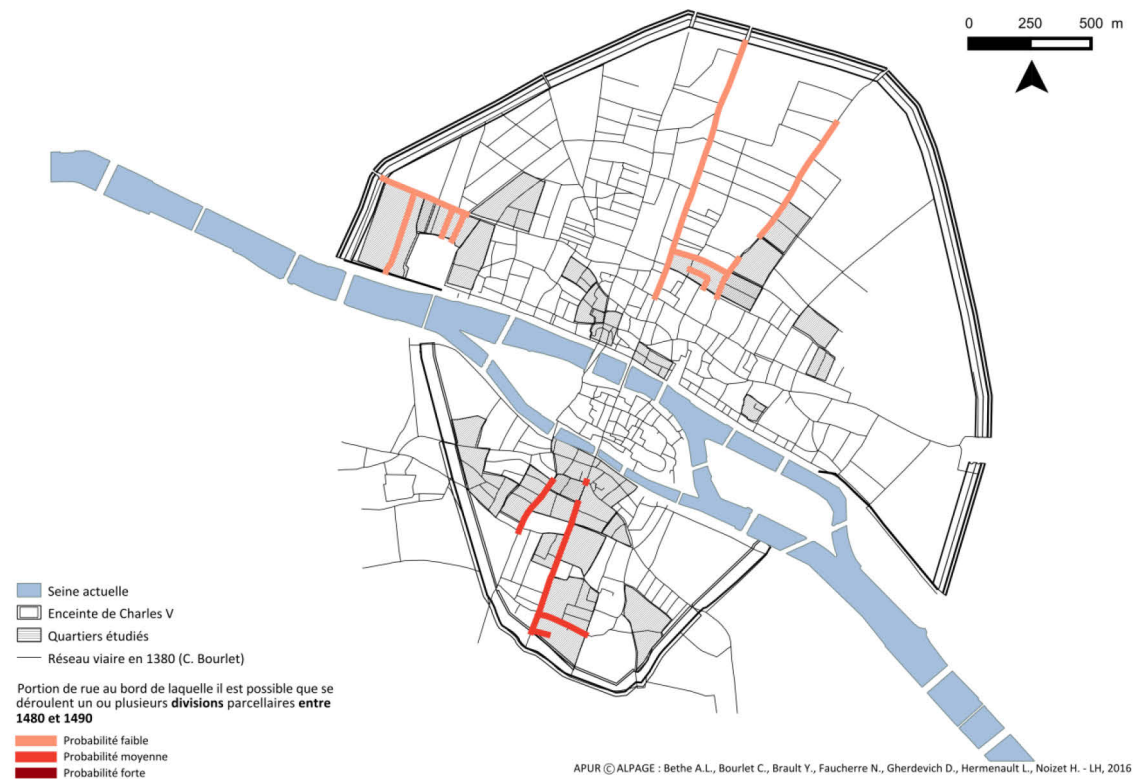 0 250 500 m
Seine actuelle
Enceinte de Charles V
Quartiers étudiés
Réseau viaire en 1380 (C. Bourlet)
Portion de rue au bord de laquelle il est possible que se
déroulent un ou plusieurs divisions parcellaires entre
1480 et 1490
Probabilité faible
Probabilité moyenne
Probabilité forte
APUR © ALPAGE : Bethe A.L., Bourlet C., Brault Y., Faucherre N., Gherdevich D., Hermenault L., Noizet H. - LH, 2016